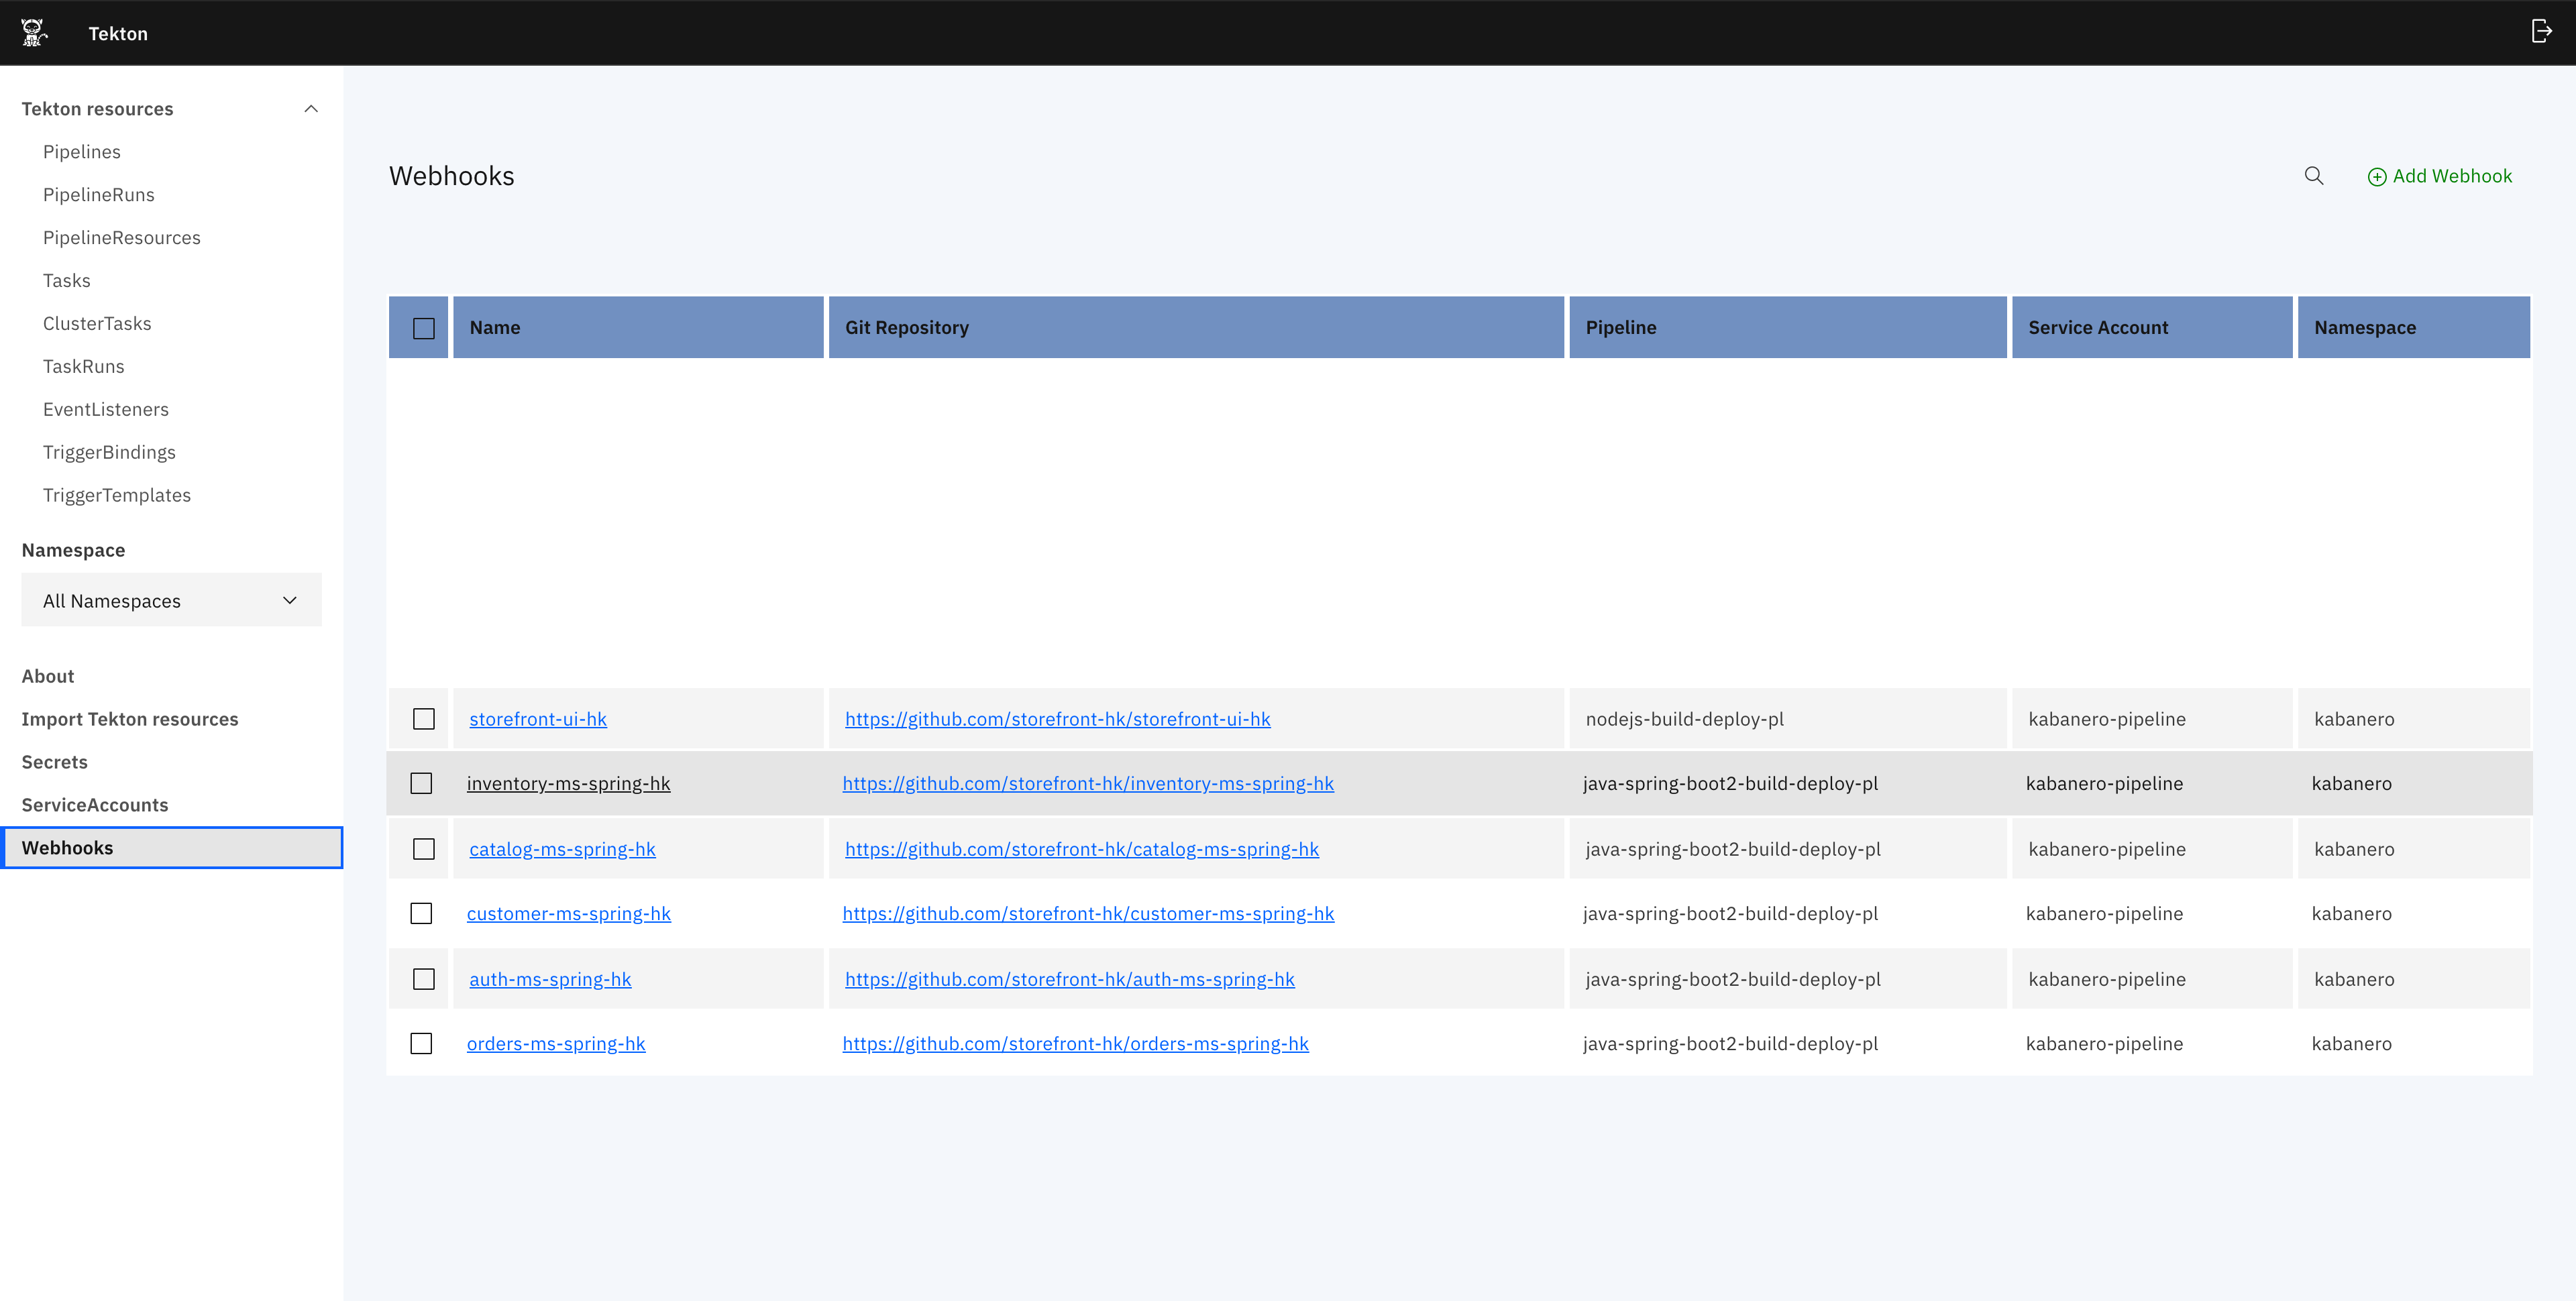 Tekton
Tekton resources
Pipelines
PipelineRuns
PipelineResources
Tasks
ClusterTasks
TaskRuns
EventListeners
TriggerBindings
TriggerTemplates
Namespace
All Namespaces
About
Import Tekton resources
Secrets
ServiceAccounts
Webhooks
Webhooks
Add Webhook
Name Git Repository Pipeline Service Account Namespace
storefront-ui-hk https://github.com/storefront-hk/storefront-ui-hk nodejs-build-deploy-pl kabanero-pipeline kabanero
inventory-ms-spring-hk https://github.com/storefront-hk/inventory-ms-spring-hk java-spring-boot2-build-deploy-pl kabanero-pipeline kabanero
catalog-ms-spring-hk https://github.com/storefront-hk/catalog-ms-spring-hk java-spring-boot2-build-deploy-pl kabanero-pipeline kabanero
customer-ms-spring-hk https://github.com/storefront-hk/customer-ms-spring-hk java-spring-boot2-build-deploy-pl kabanero-pipeline kabanero
auth-ms-spring-hk https://github.com/storefront-hk/auth-ms-spring-hk java-spring-boot2-build-deploy-pl kabanero-pipeline kabanero
orders-ms-spring-hk https://github.com/storefront-hk/orders-ms-spring-hk java-spring-boot2-build-deploy-pl kabanero-pipeline kabanero